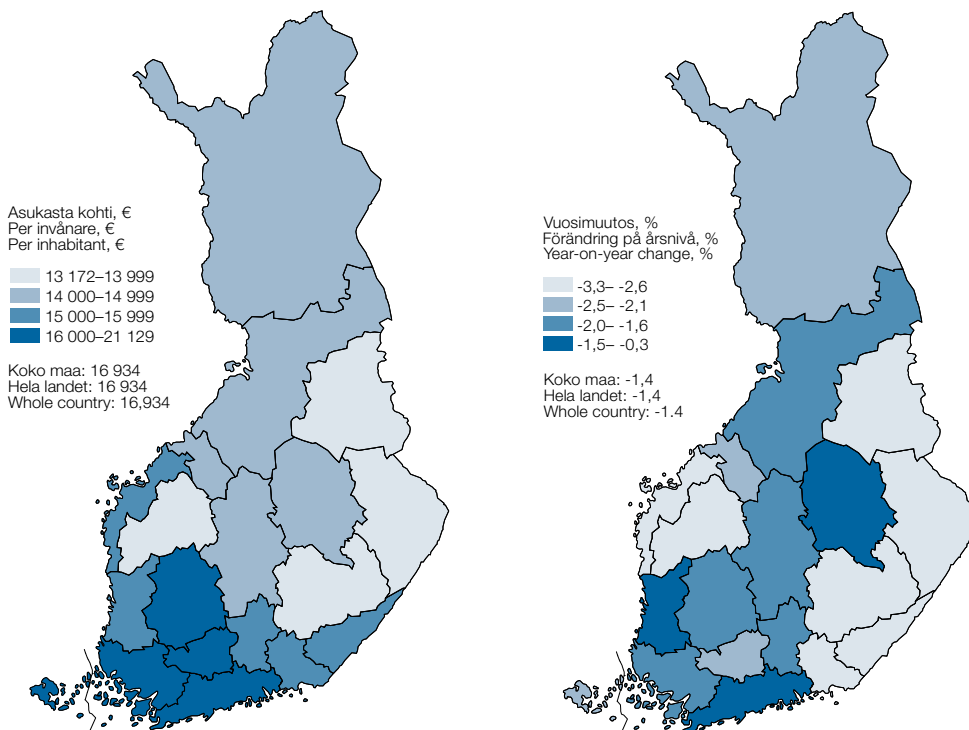 Asukasta kohti, €
Per invånare, €
Per inhabitant, €
13 172–13 999
14 000–14 999
15 000–15 999
16 000–21 129
Koko maa: 16 934
Hela landet: 16 934
Whole country: 16,934
Vuosimuutos, %
Förändring på årsnivå, %
Year-on-year change, %
-3,3– -2,6
-2,5– -2,1
-2,0– -1,6
-1,5– -0,3
Koko maa: -1,4
Hela landet: -1,4
Whole country: -1.4